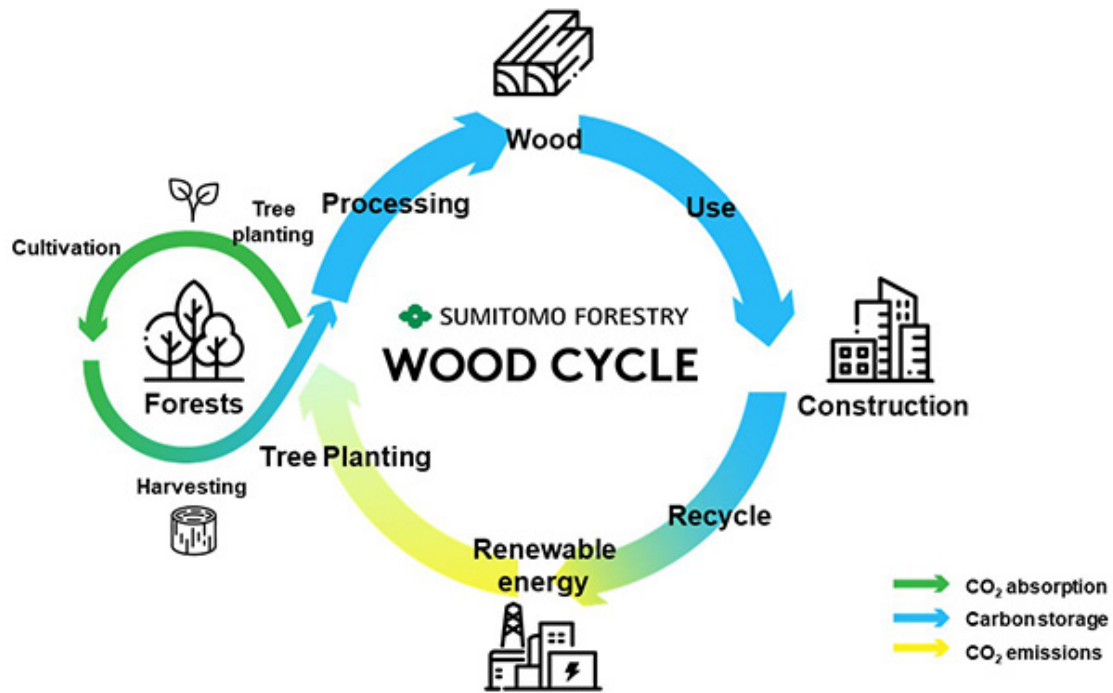 Wood
Processing
Use
Tree
planting
Cultivation
SUMITOMO FORESTRY
WOOD CYCLE
Forests
Construction
Tree Planting
Harvesting
Recycle
Renewable
energy
CO₂ absorption
Carbon storage
CO₂ emissions